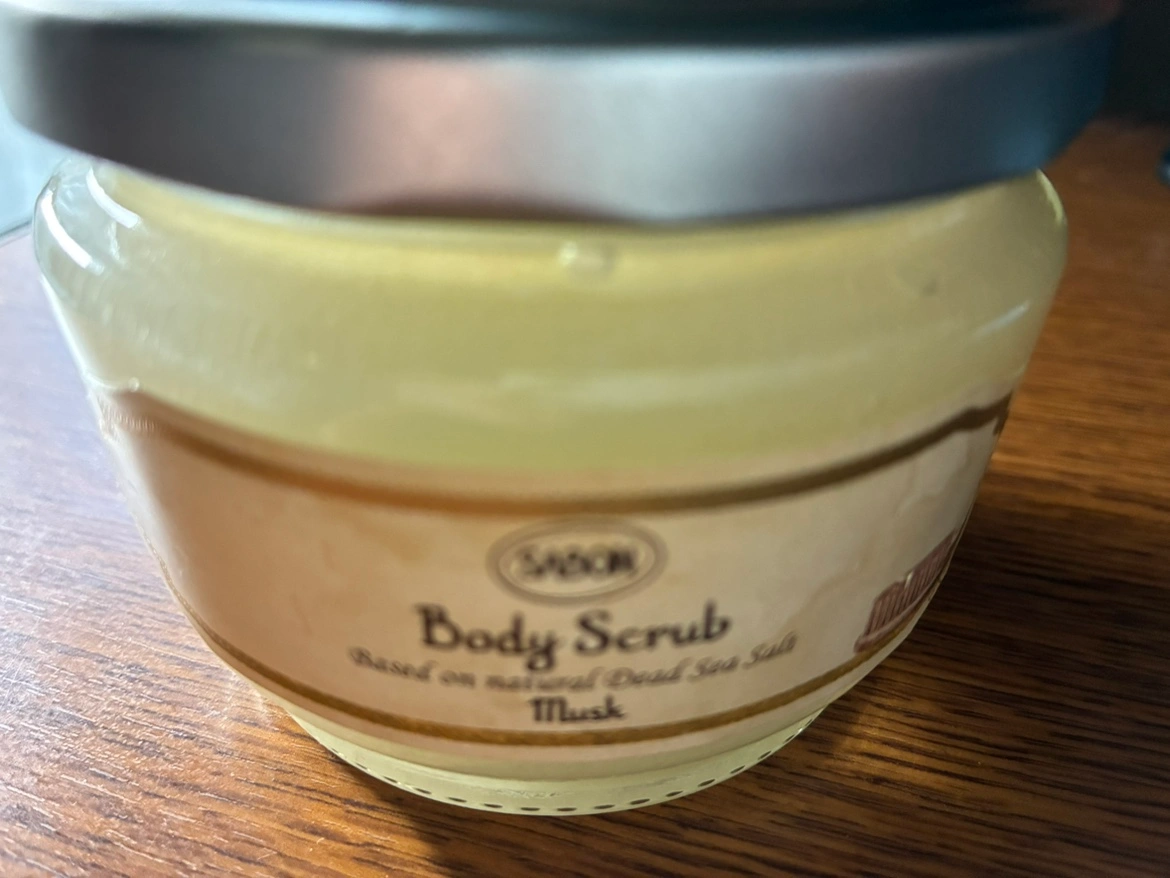 SABON
Body Scrub
Based on natural Dead Sea Salt
Musk